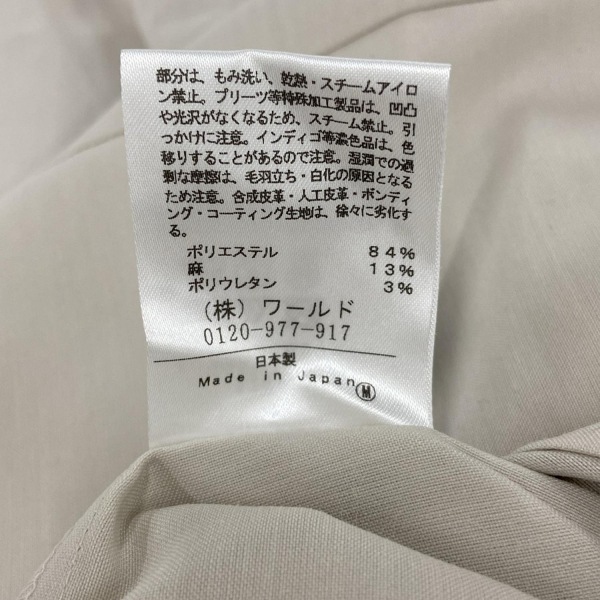 部分は、もみ洗い、乾熱・スチームアイロ
ン禁止。プリーツ等特殊加工製品は、凹凸
や光沢がなくなるため、スチーム禁止。引
っかけに注意。インディゴ等濃色品は、色
移りすることがあるので注意。湿潤での過
剰な摩擦は、毛羽立ち・白化の原因となる
ため注意。合成皮革・人工皮革・ボンディ
ング・コーティング生地は、徐々に劣化す
る。
ポリエステル 84%
麻 13%
ポリウレタン 3%
(株) ワールド
0120-977-917
日本製
Made in Japan M